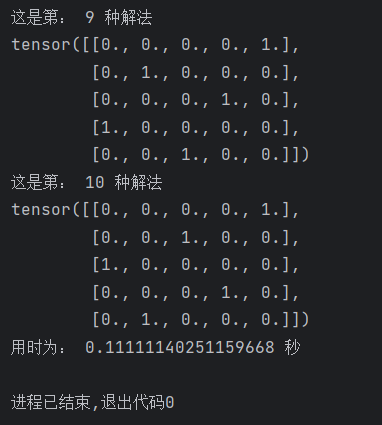 这是第： 9 种解法
tensor([[0., 0., 0., 0., 1.],
        [0., 1., 0., 0., 0.],
        [0., 0., 0., 1., 0.],
        [1., 0., 0., 0., 0.],
        [0., 0., 1., 0., 0.]])
这是第： 10 种解法
tensor([[0., 0., 0., 0., 1.],
        [0., 0., 1., 0., 0.],
        [1., 0., 0., 0., 0.],
        [0., 0., 0., 1., 0.],
        [0., 1., 0., 0., 0.]])
用时为： 0.11111140251159668 秒
进程已结束,退出代码0